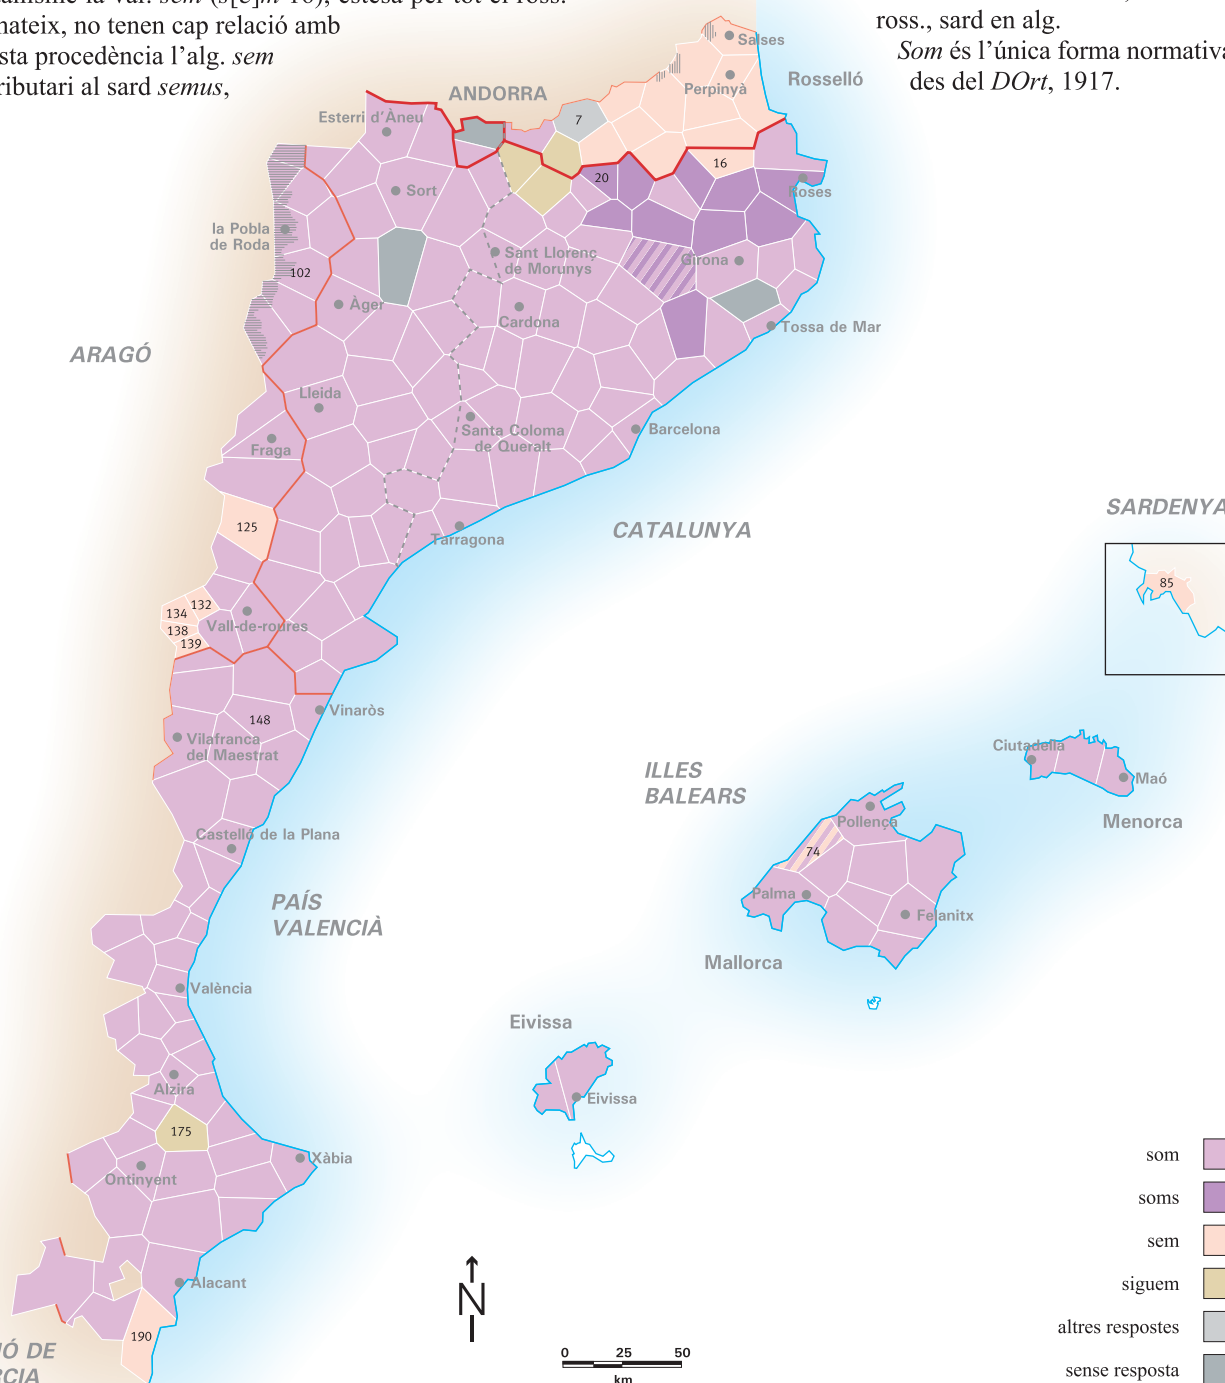 mateix, no tenen cap relació amb
sta procedència l’alg. sem
ributari al sard semus,
ross., sard en alg.
Som és l’única forma normativa
des del DOrt, 1917.
Salses
Perpinyà
Rosselló
ANDORRA
7
Esterri d’Àneu
16
20
Sort
Roses
la Pobla
de Roda
Sant Llorenç
de Morunys
Girona
102
Àger
Cardona
Tossa de Mar
ARAGÓ
Lleida
Santa Coloma
de Queralt
Barcelona
Fraga
SARDENYA
125
CATALUNYA
Tarragona
85
132
134
Vall-de-roures
138
139
Vinaròs
148
Vilafranca
del Maestrat
Ciutadella
Maó
ILLES
BALEARS
Menorca
Pollença
Castelló de la Plana
74
Palma
Felanitx
PAÍS
VALENCIÀ
Mallorca
València
Eivissa
Alzira
Eivissa
175
Xàbia
Ontinyent
som
soms
sem
siguem
altres respostes
sense resposta
Alacant
N
190
IÓ DE
RCIA
0 25 50
km